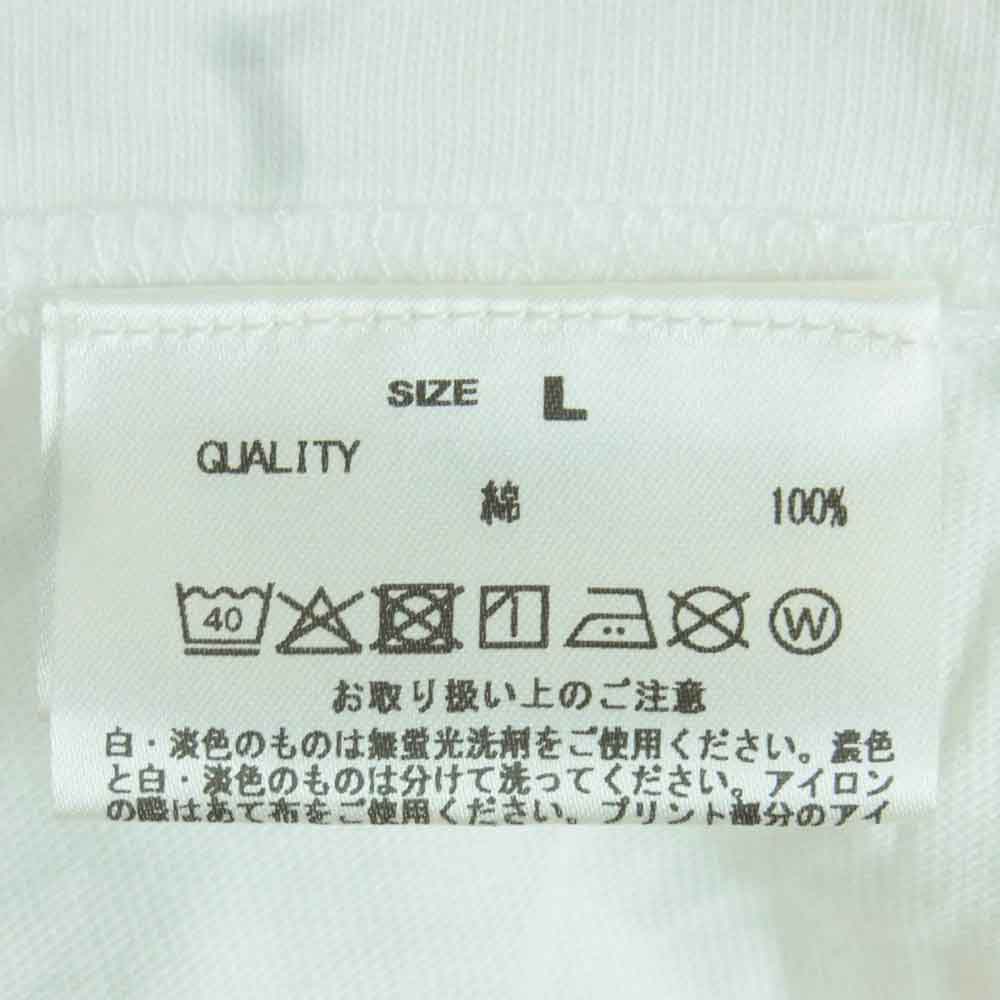 SIZE L
QUALITY
綿 100%
40 W
お取り扱い上のご注意
白・淡色のものは無蛍光洗剤をご使用ください。濃色
と白・淡色のものは分けて洗ってください。アイロン
の際はあて布をご使用ください。プリント部分のアイ